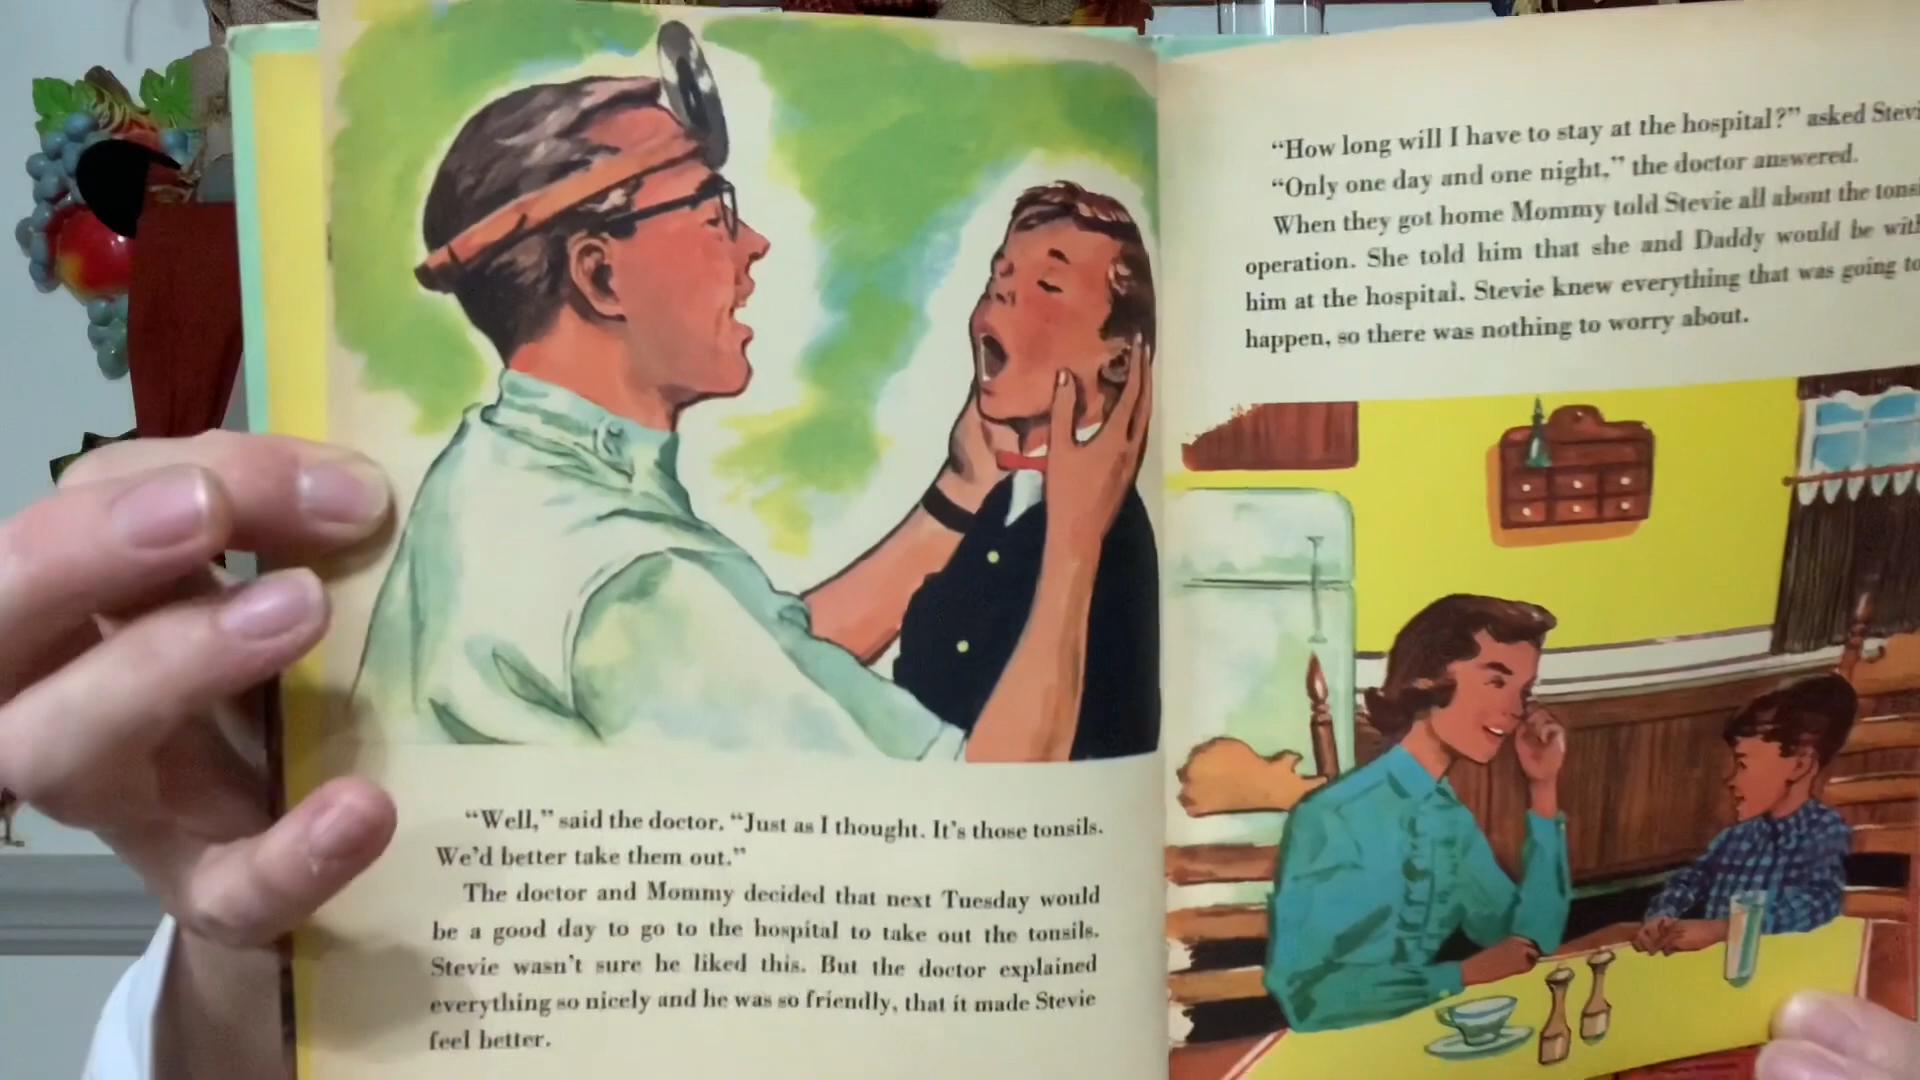 “Well,” said the doctor. “Just as I thought. It's those tonsils.
We'd better take them out.”
The doctor and Mommy decided that next Tuesday would
be a good day to go to the hospital to take out the tonsils.
Stevie wasn't sure he liked this. But the doctor explained
everything so nicely and he was so friendly, that it made Stevie
feel better.
“How long will I have to stay at the hospital?” asked
“Only one day and one night,” the doctor answered.
When they got home Mommy told Stevie all about the
operation. She told him that she and Daddy would be
him at the hospital. Stevie knew everything that was going to
happen, so there was nothing to worry about.